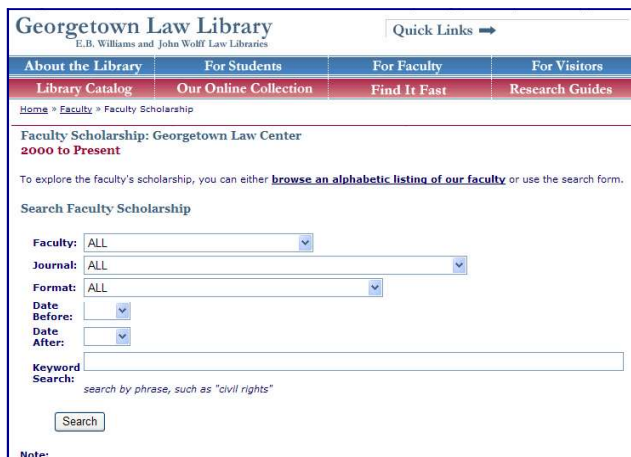 Georgetown Law Library
E.B. Williams and John Wolff Law Libraries
Quick Links
About the Library For Students For Faculty For Visitors
Library Catalog Our Online Collection Find It Fast Research Guides
Home » Faculty » Faculty Scholarship
Faculty Scholarship: Georgetown Law Center
2000 to Present
To explore the faculty's scholarship, you can either browse an alphabetic listing of our faculty or use the search form.
Search Faculty Scholarship
Faculty: ALL
Journal: ALL
Format: ALL
Date
Before:
Date
After:
Keyword
Search:
search by phrase, such as "civil rights"
Search
Note: